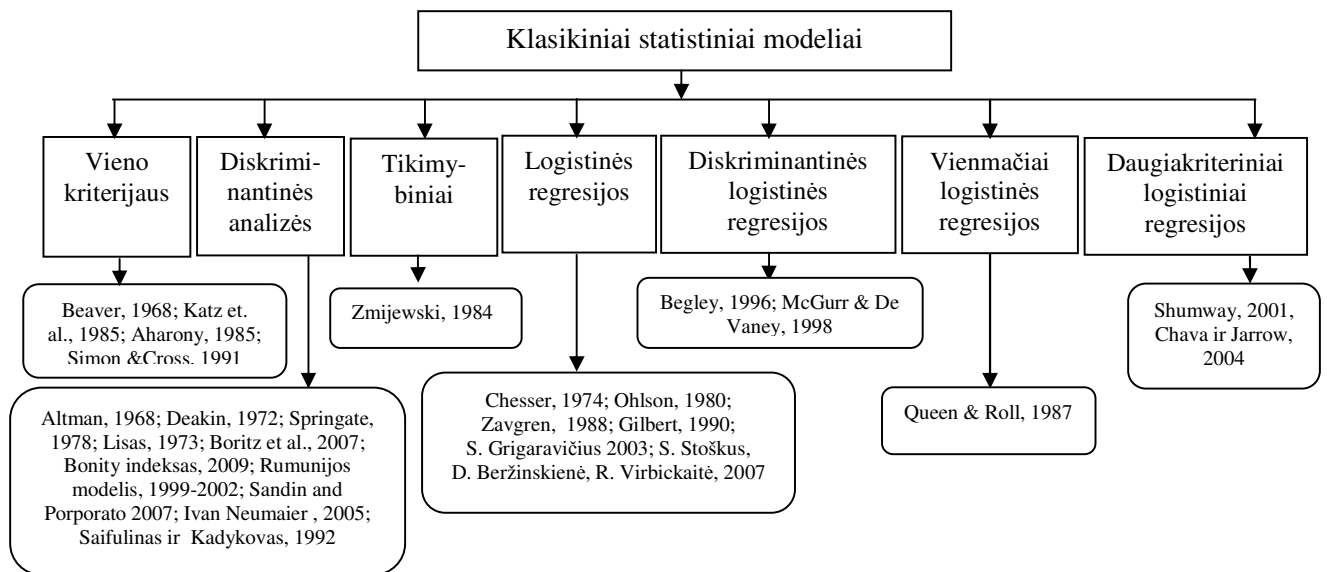 Klasikiniai statistiniai modeliai
Vieno
kriterijaus
Diskrimi-
nantinės
analizės
Tikimy-
biniai
Logistinės
regresijos
Diskriminantinės
logistinės
regresijos
Vienmačiai
logistinės
regresijos
Daugiakriteriniai
logistiniai
regresijos
Beaver, 1968; Katz et.
al., 1985; Aharony, 1985;
Simon &Cross, 1991
Zmijewski, 1984
Begley, 1996; McGurr & De
Vaney, 1998
Shumway, 2001,
Chava ir Jarrow,
2004
Altman, 1968; Deakin, 1972; Springate,
1978; Lisas, 1973; Boritz et al., 2007;
Bonity indeksas, 2009; Rumunijos
modelis, 1999-2002; Sandin and
Porporato 2007; Ivan Neumaier , 2005;
Saifulinas ir Kadykovas, 1992
Chesser, 1974; Ohlson, 1980;
Zavgren, 1988; Gilbert, 1990;
S. Grigaravičius 2003; S. Stoškus,
D. Beržinskienė, R. Virbickaitė, 2007
Queen & Roll, 1987